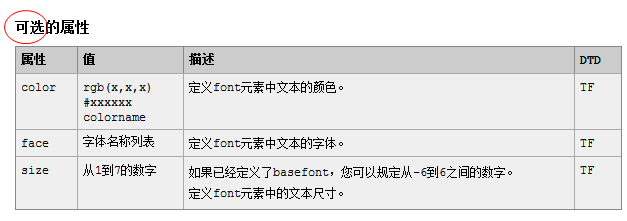 可选的属性
属性 值 描述 DTD
color rgb(x,x,x) 定义font元素中文本的颜色。 TF
#xxxxxx
colorname
face 字体名称列表 定义font元素中文本的字体。 TF
size 从1到7的数字 如果已经定义了basefont，您可以规定从-6到6之间的数字。 TF
定义font元素中的文本尺寸。